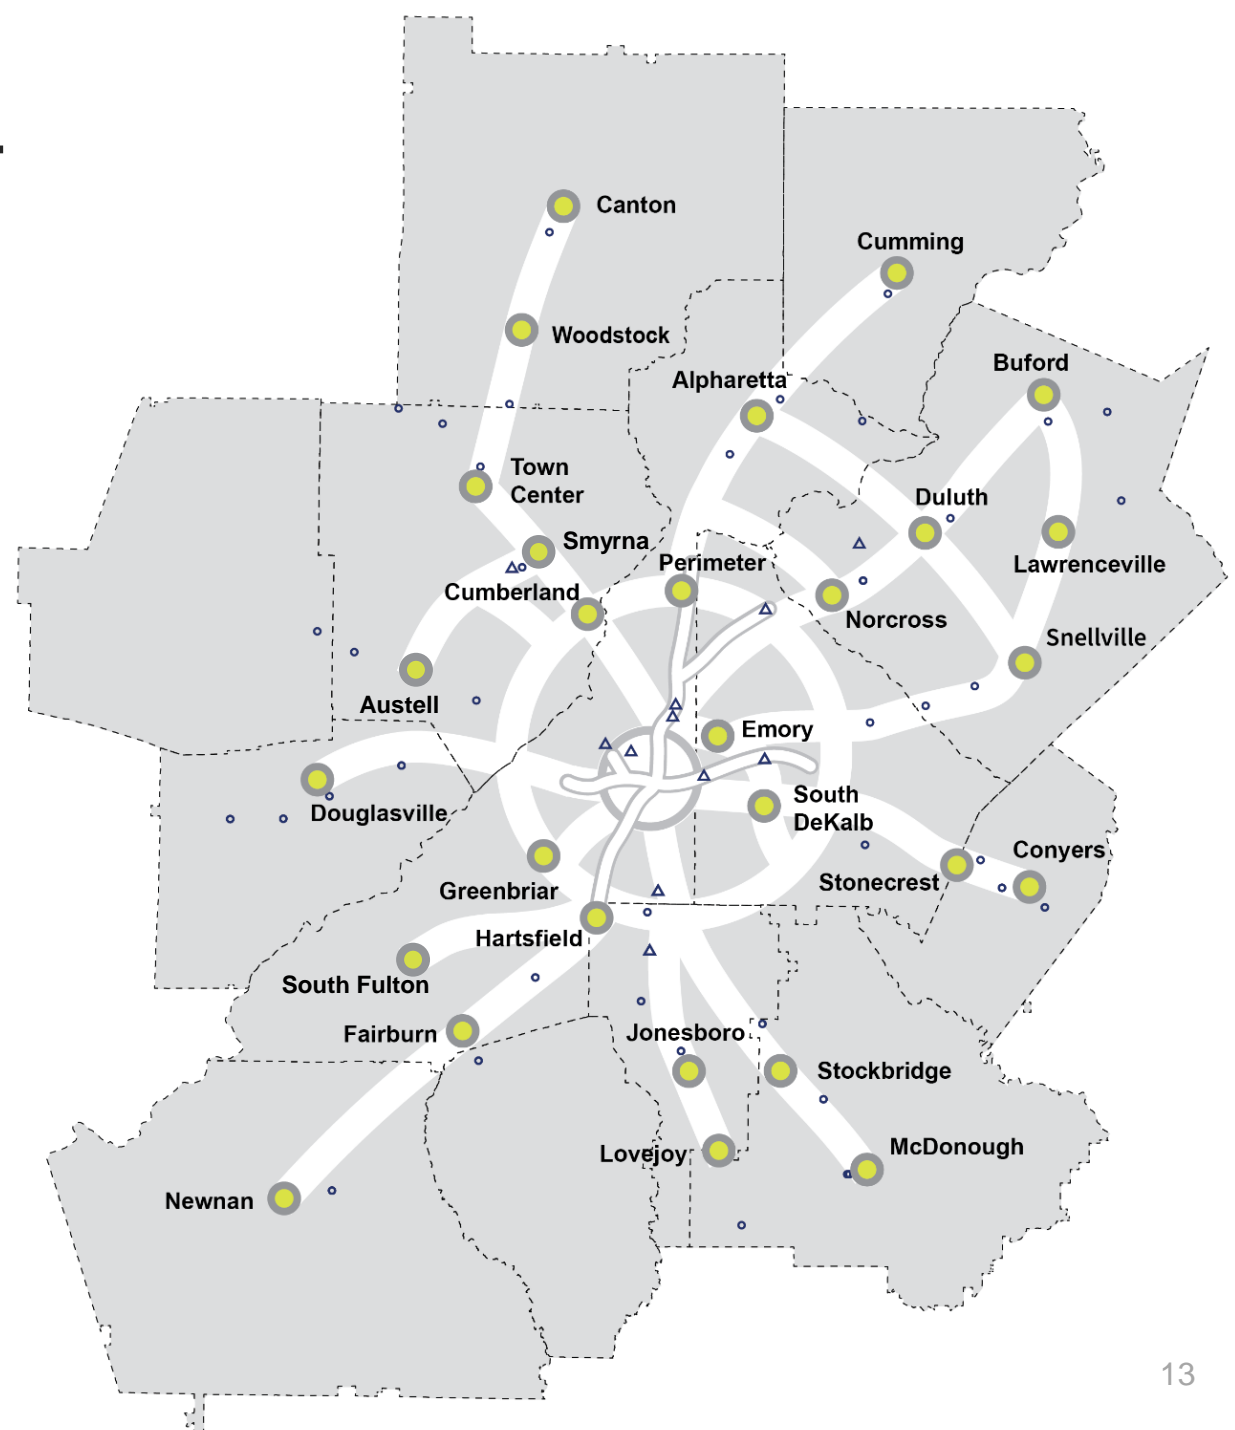 Canton
Cumming
Woodstock
Buford
Alpharetta
Town
Center
Duluth
Smyrna
Perimeter
Lawrenceville
Cumberland
Norcross
Snellville
Austell
Emory
Douglasville
South
DeKalb
Conyers
Greenbriar
Stonecrest
Hartsfield
South Fulton
Fairburn
Jonesboro
Stockbridge
Lovejoy
McDonough
Newnan
13